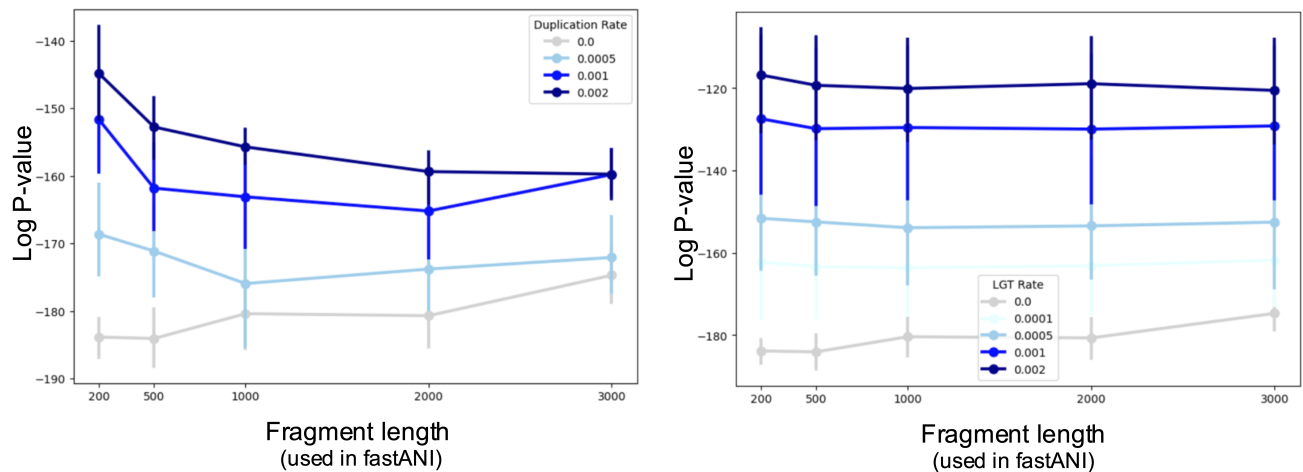 Log P-value
−140
−150
−160
−170
−180
−190
Duplication Rate
0.0
0.0005
0.001
0.002
200 500 1000 2000 3000
Fragment length
(used in fastANI)
Log P-value
−120
−140
−160
−180
LGT Rate
0.0
0.0001
0.0005
0.001
0.002
200 500 1000 2000 3000
Fragment length
(used in fastANI)